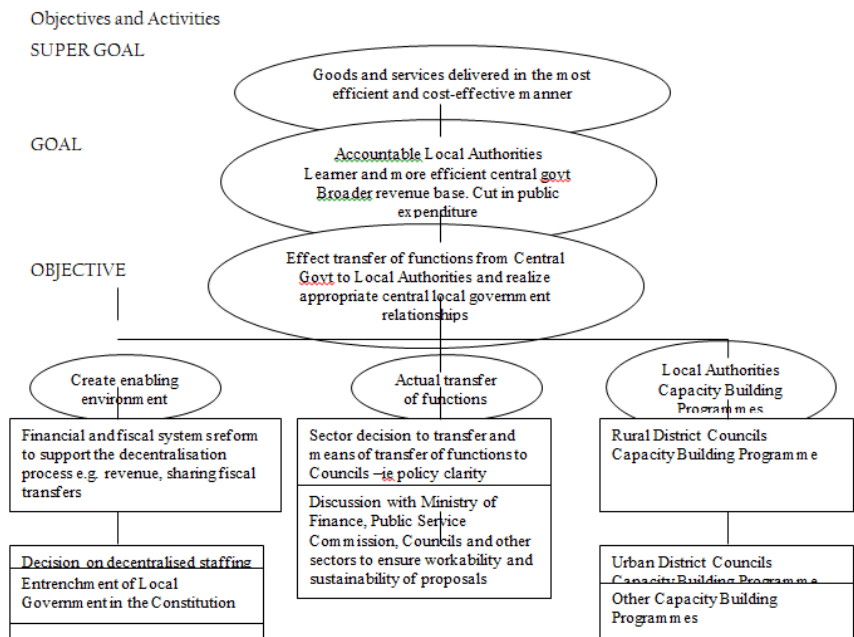 Objectives and Activities
SUPER GOAL
Goods and services delivered in the most
efficient and cost-effective manner
GOAL
Accountable Local Authorities
Learner and more efficient central govt
Broader revenue base. Cut in public
expenditure
OBJECTIVE
Effect transfer of functions from Central
Govt to Local Authorities and realize
appropriate central local government
relationships
Create enabling
environment
Actual transfer
of functions
Local Authorities
Capacity Building
Programmes
Financial and fiscal systems reform
to support the decentralisation
process e.g. revenue, sharing fiscal
transfers
Sector decision to transfer and
means of transfer of functions to
Councils –ie policy clarity
Rural District Councils
Capacity Building Programme
Discussion with Ministry of
Finance, Public Service
Commission, Councils and other
sectors to ensure workability and
sustainability of proposals
Decision on decentralised staffing
Entrenchment of Local
Government in the Constitution
Urban District Councils
Capacity Building Programme
Other Capacity Building
Programmes